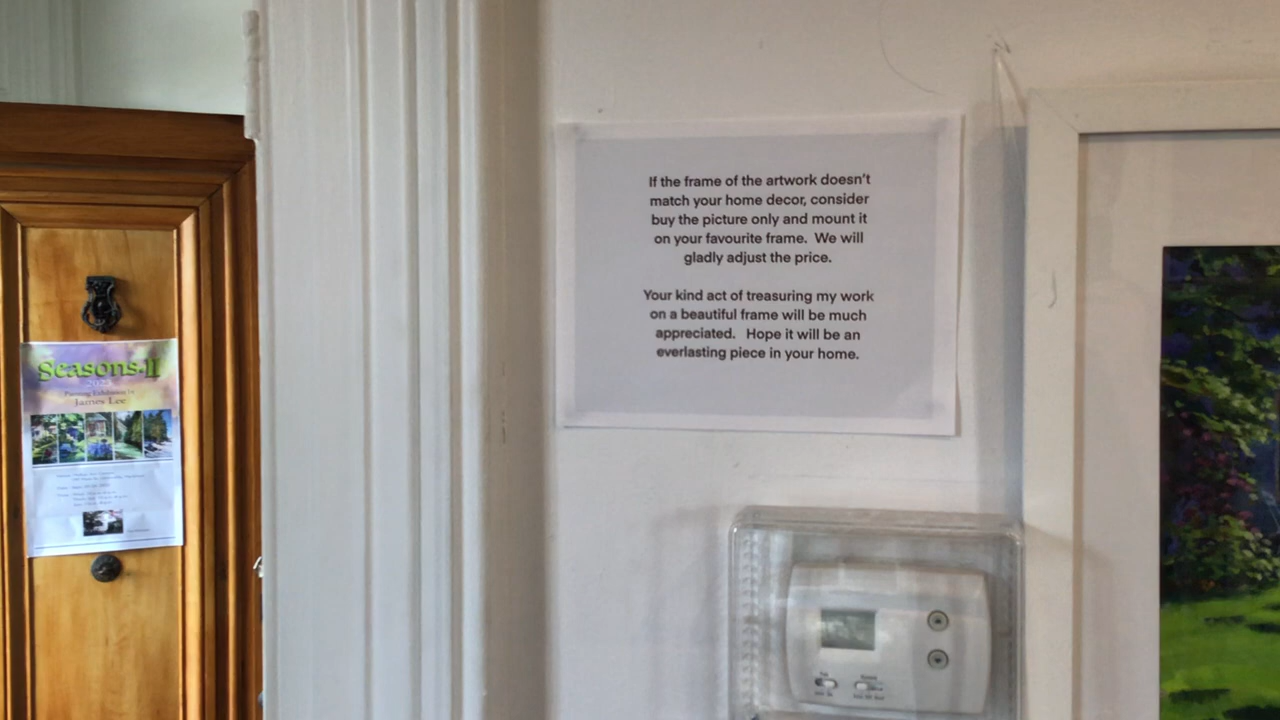 If the frame of the artwork doesn't
match your home decor, consider
buy the picture only and mount it
on your favourite frame.  We will
gladly adjust the price.
Your kind act of treasuring my work
on a beautiful frame will be much
appreciated.   Hope it will be an
everlasting piece in your home.
Seasons II
Painting Exhibition by
James Lee